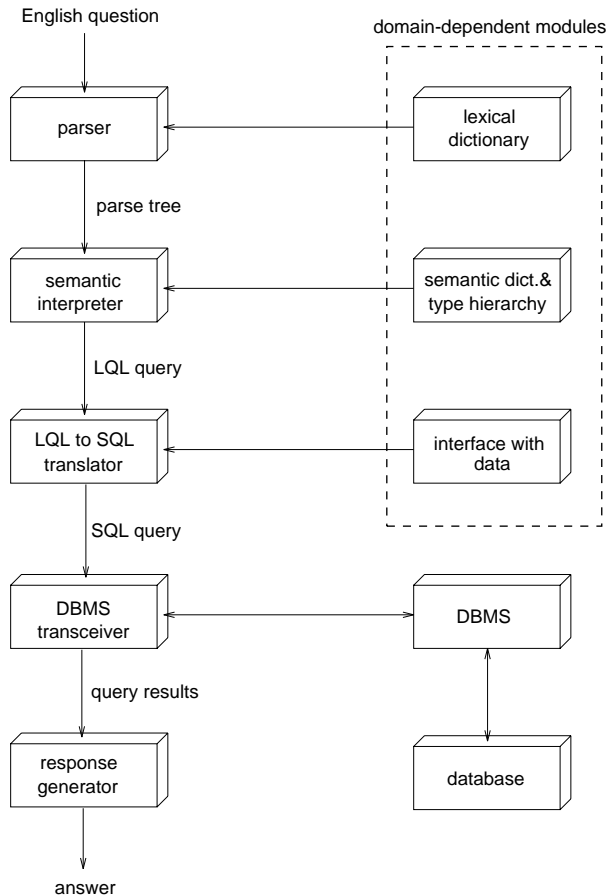 English question
domain-dependent modules
parser
lexical
dictionary
parse tree
semantic
interpreter
semantic dict.&
type hierarchy
LQL query
LQL to SQL
translator
interface with
data
SQL query
DBMS
transceiver
DBMS
query results
response
generator
database
answer